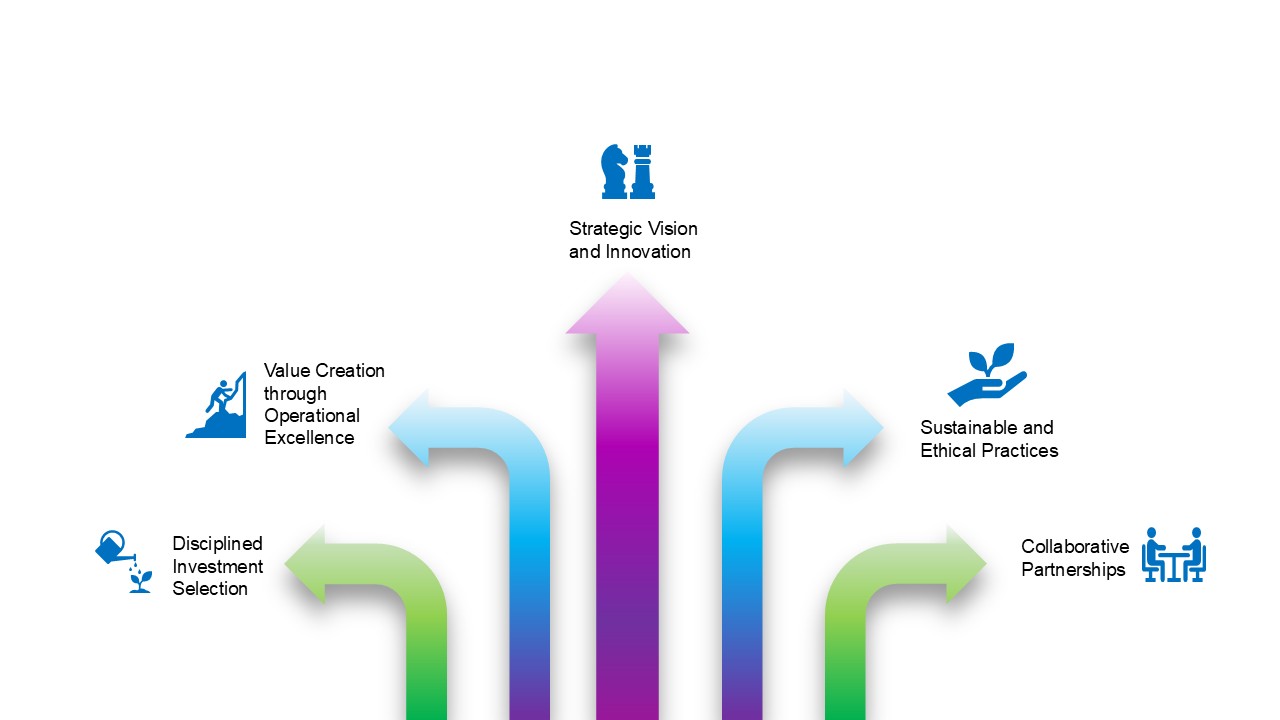 Strategic Vision
and Innovation
Value Creation
through
Operational
Excellence
Sustainable and
Ethical Practices
Disciplined
Investment
Selection
Collaborative
Partnerships